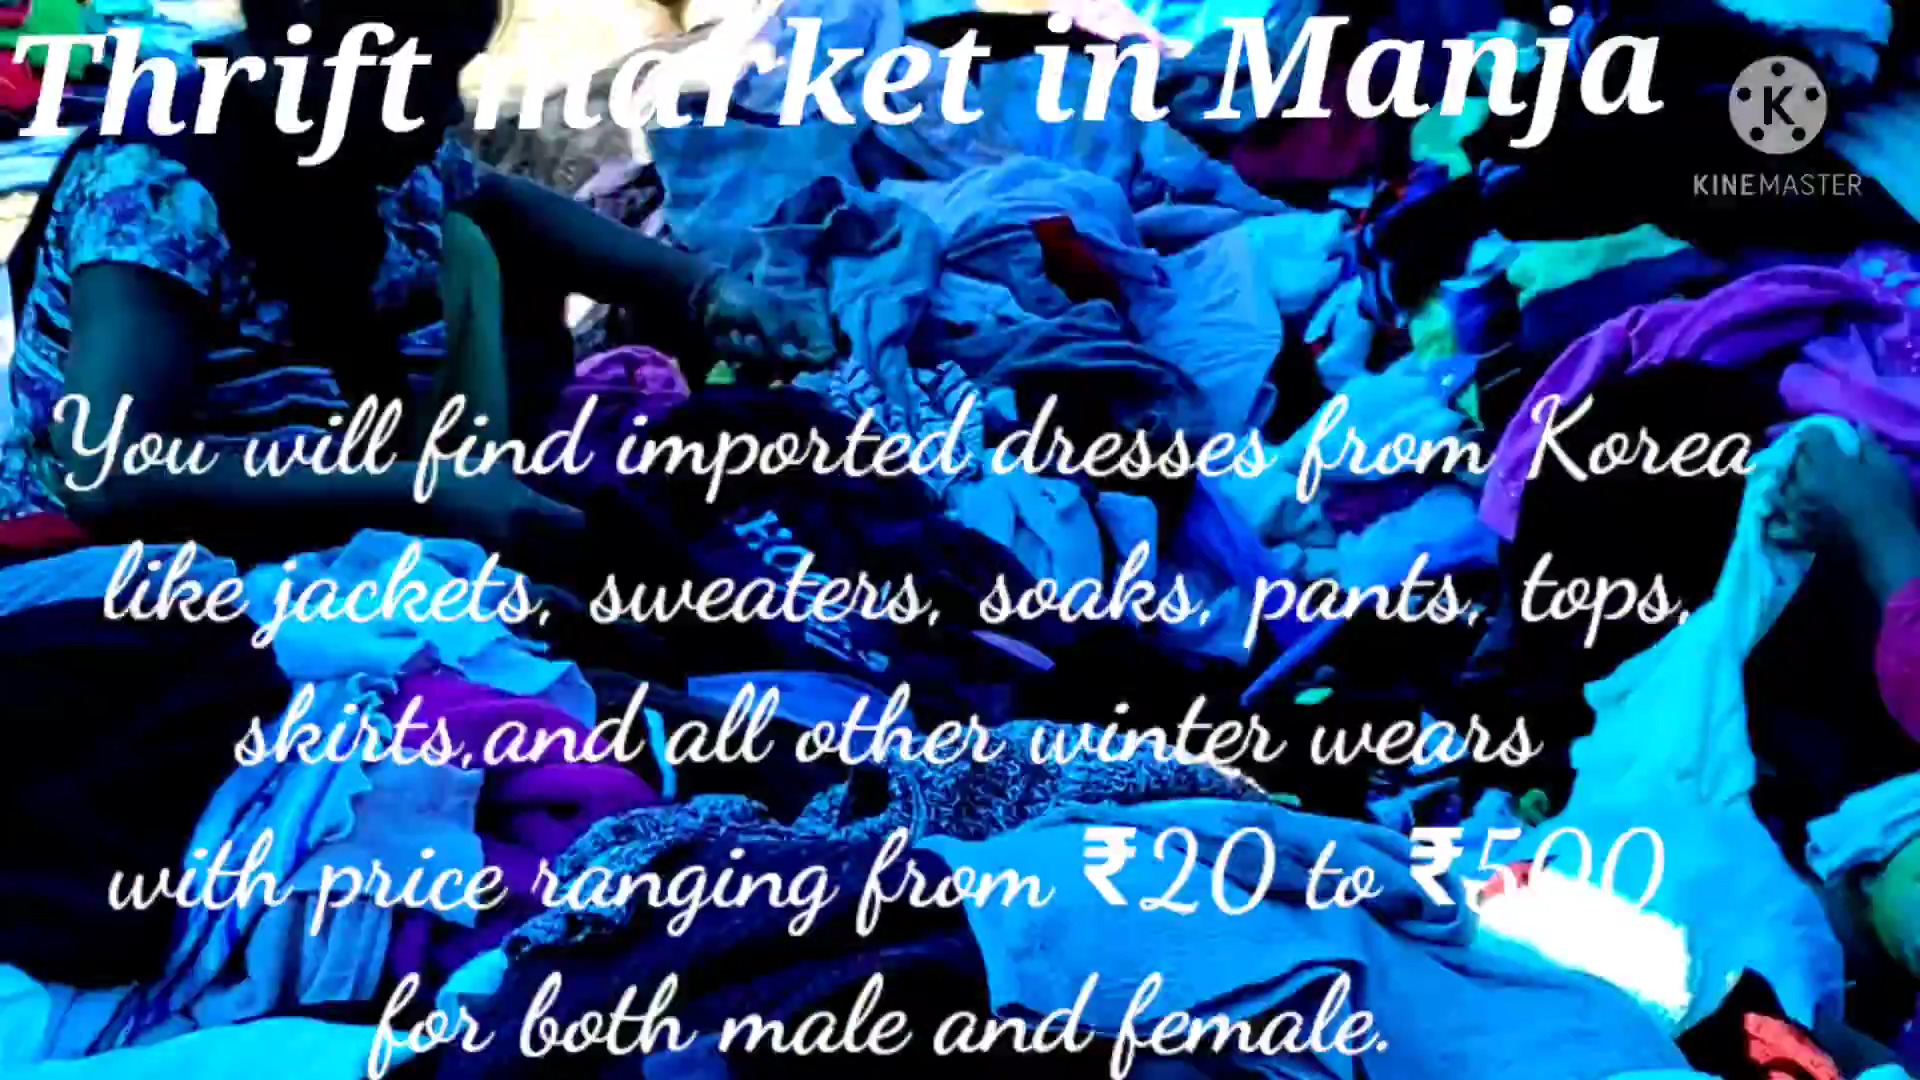 Thrift market in Manja
KINEMASTER
You will find imported dresses from Korea
like jackets, sweaters, soaks, pants, tops,
skirts,and all other winter wears
with price ranging from ₹20 to ₹500
for both male and female.